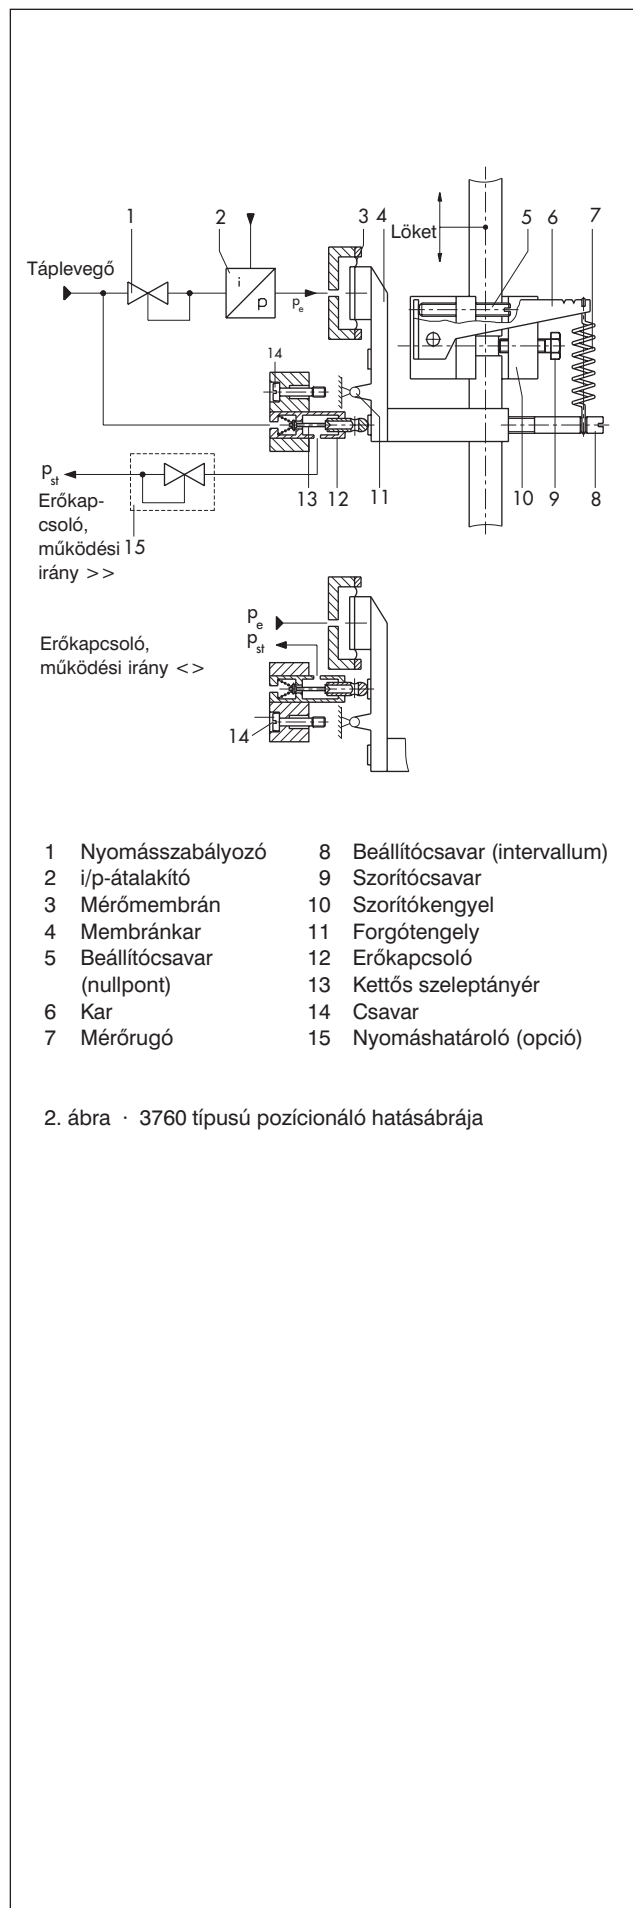 1 2 3 4 Löket 5 6 7
Táplevegő
i
p
pe
14
pst
13 12 11 10 9 8
Erőkap-
csoló,
működési 15
irány >>
pe
pst
Erőkapcsoló,
működési irány <>
14
1 Nyomásszabályozó
2 i/p-átalakító
3 Mérőmembrán
4 Membránkar
5 Beállítócsavar
(nullpont)
6 Kar
7 Mérőrugó
8 Beállítócsavar (intervallum)
9 Szorítócsavar
10 Szorítókengyel
11 Forgótengely
12 Erőkapcsoló
13 Kettős szeleptányér
14 Csavar
15 Nyomáshatároló (opció)
2. ábra · 3760 típusú pozícionáló hatásábrája